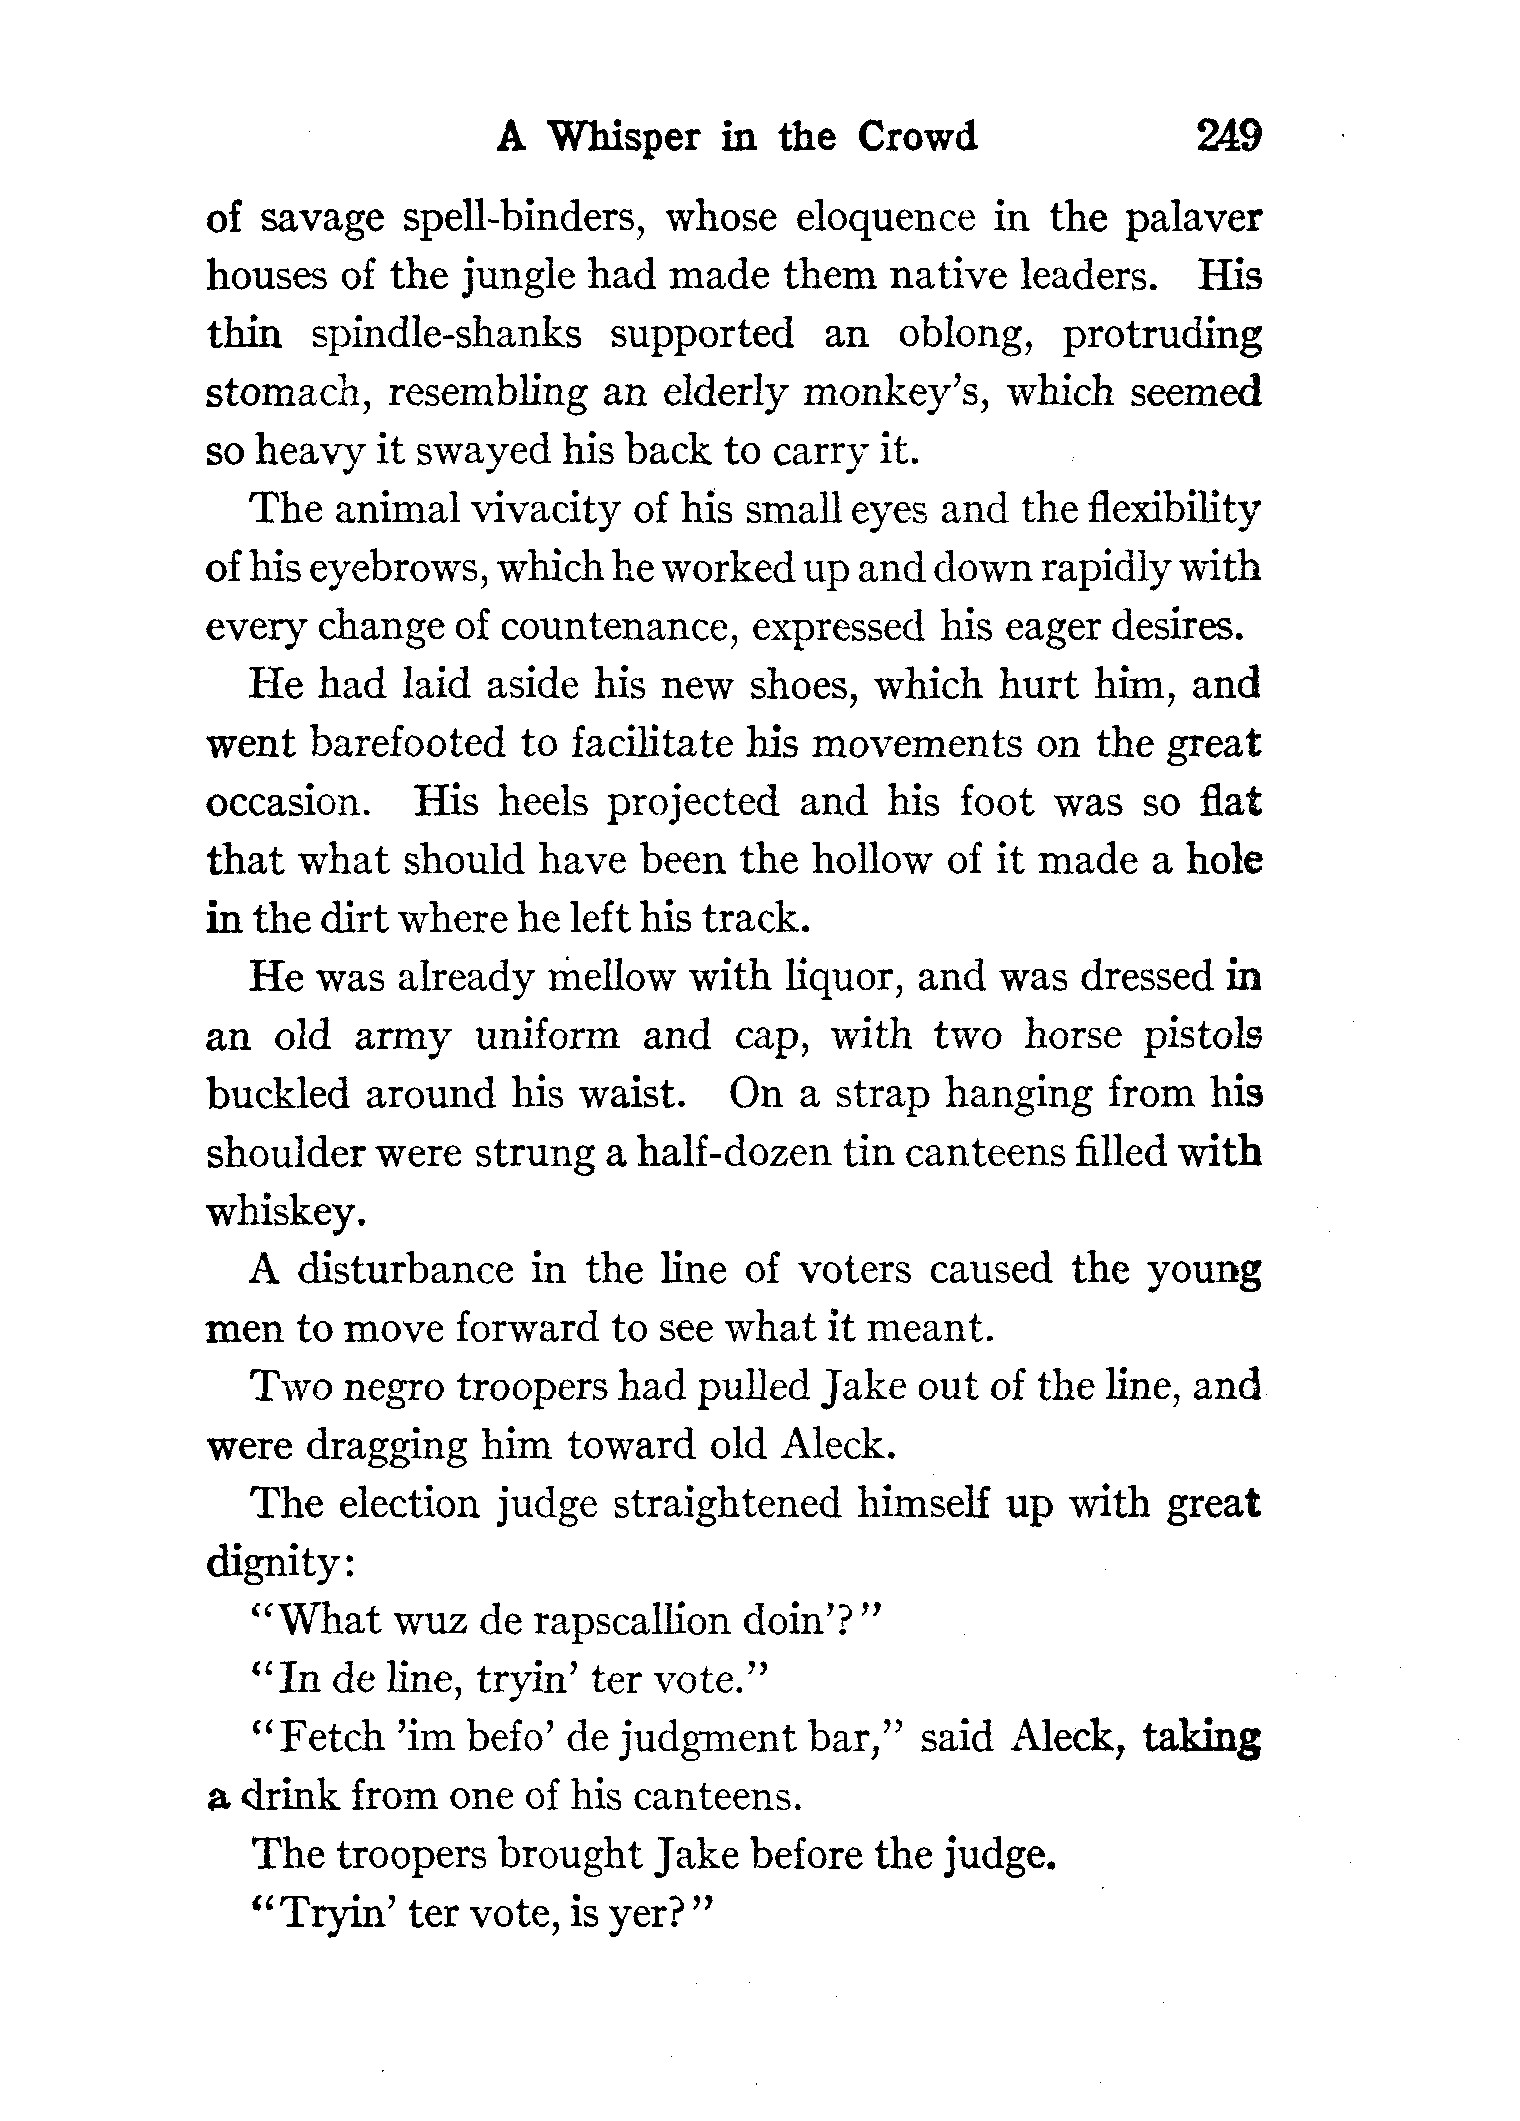 A Whisper in the Crowd 249
of savage spell-binders, whose eloquence in the palaver
houses of the jungle had made them native leaders. His
thin spindle-shanks supported an oblong, protruding
stomach, resembling an elderly monkey's, which seemed
so heavy it swayed his back to carry it.
The animal vivacity of his small eyes and the flexibility
of his eyebrows, which he worked up and down rapidly with
every change of countenance, expressed his eager desires.
He had laid aside his new shoes, which hurt him, and
went barefooted to facilitate his movements on the great
occasion. His heels projected and his foot was so flat
that what should have been the hollow of it made a hole
in the dirt where he left his track.
He was already mellow with liquor, and was dressed in
an old army uniform and cap, with two horse pistols
buckled around his waist. On a strap hanging from his
shoulder were strung a half-dozen tin canteens filled with
whiskey.
A disturbance in the line of voters caused the young
men to move forward to see what it meant.
Two negro troopers had pulled Jake out of the line, and
were dragging him toward old Aleck.
The election judge straightened himself up with great
dignity:
"What wuz de rapscallion doin'?"
"In de line, tryin' ter vote."
"Fetch 'im befo' de judgment bar," said Aleck, taking
a drink from one of his canteens.
The troopers brought Jake before the judge.
"Tryin' ter vote, is yer?"